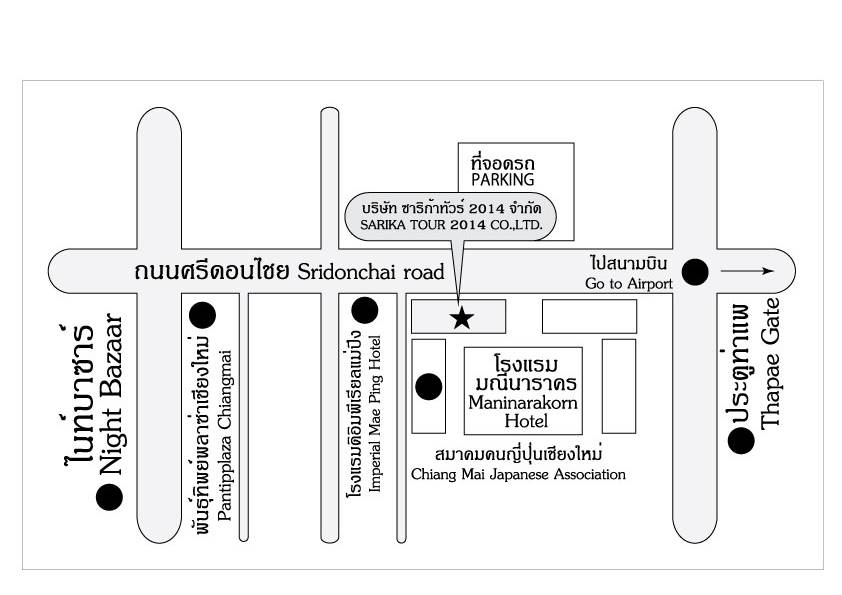 ที่จอดรถ
PARKING
บริษัท ซาริก้าทัวร์ 2014 จำกัด
SARIKA TOUR 2014 CO.,LTD.
ถนนศรีดอนไชย Sridonchai road
ไปสนามบิน
Go to Airport
ไนท์บาซาร์
Night Bazaar
พันธุ์ทิพย์พลาซ่าเชียงใหม่
Pantipplaza Chiangmai
โรงแรมดิอิมพีเรียลแม่ปิง
Imperial Mae Ping Hotel
โรงแรม
มณีนาราคร
Maninarakorn
Hotel
สมาคมคนญี่ปุ่นเชียงใหม่
Chiang Mai Japanese Association
ประตูท่าแพ
Thapae Gate